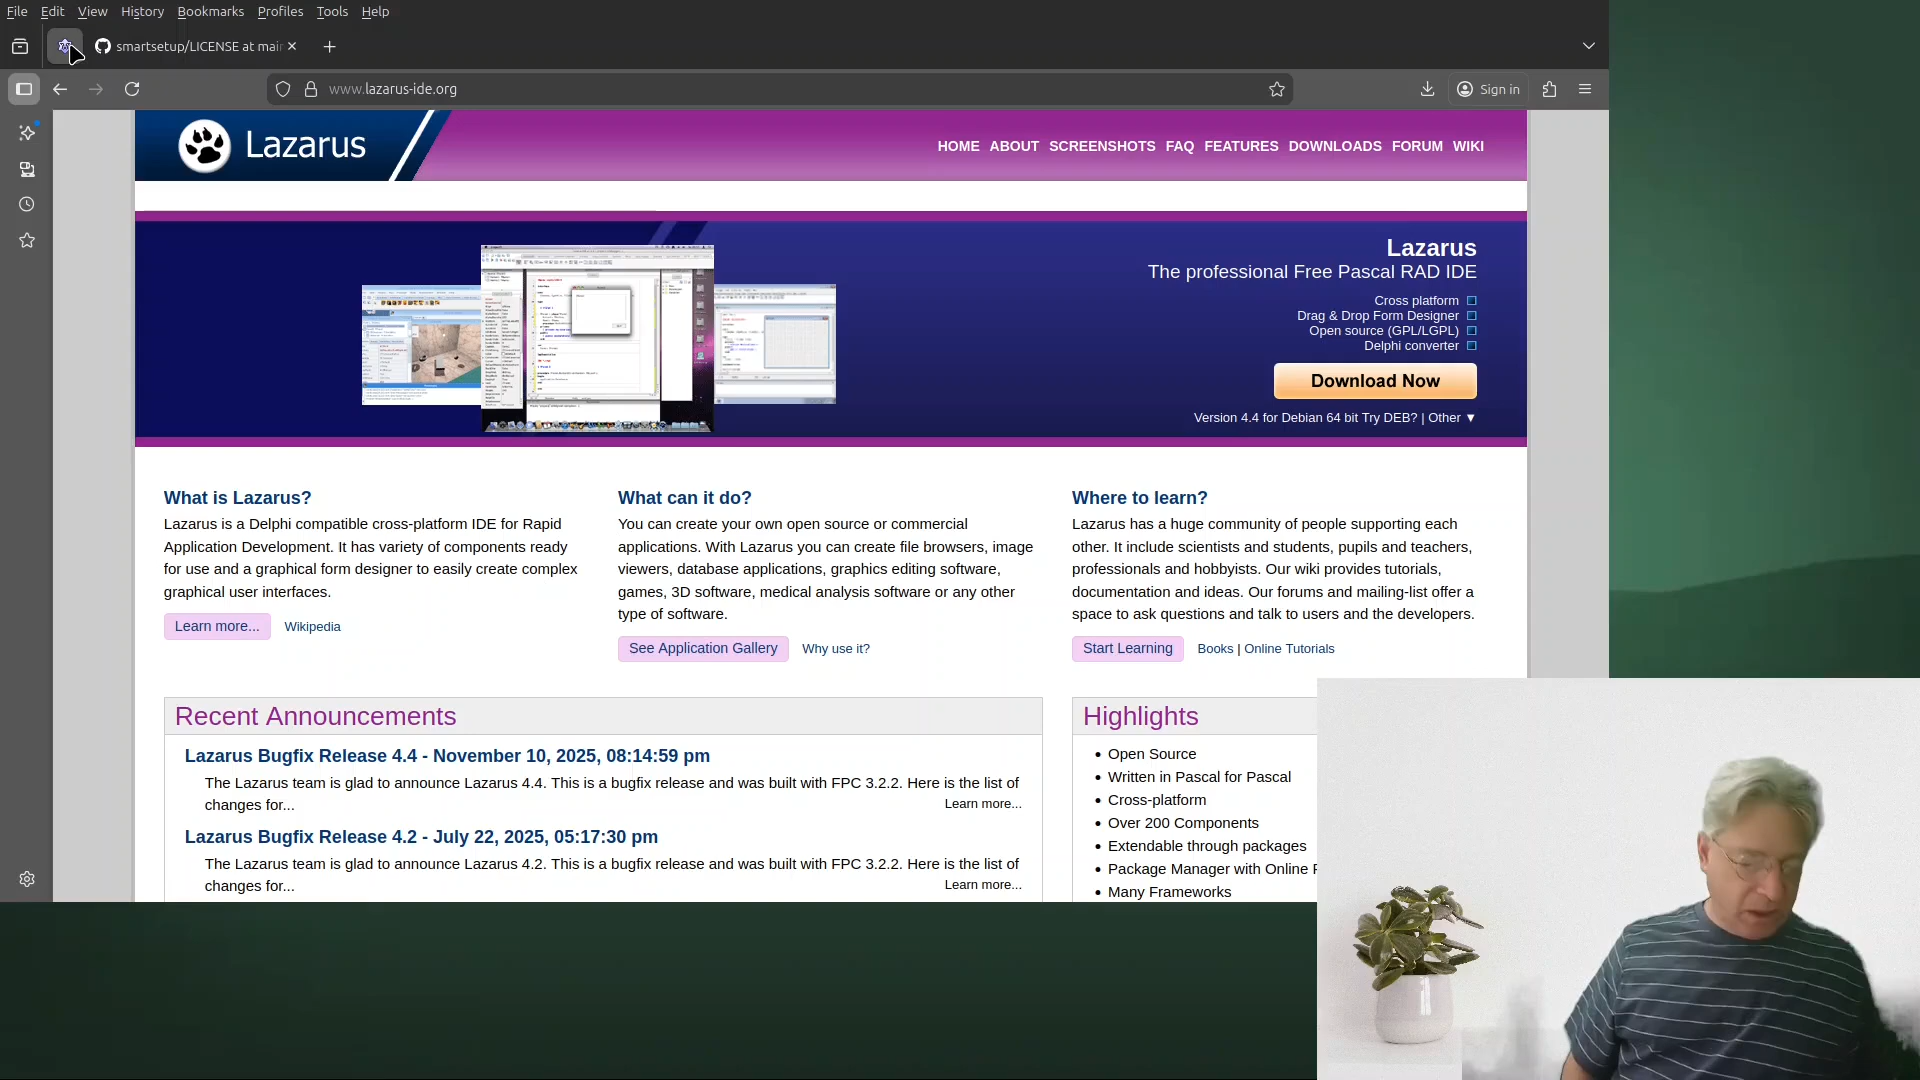 File Edit View History Bookmarks Profiles Tools Help
smartsetup/LICENSE at mai
www.lazarus-ide.org
Sign in
Lazarus
HOME ABOUT SCREENSHOTS FAQ FEATURES DOWNLOADS FORUM WIKI
Lazarus
The professional Free Pascal RAD IDE
Cross platform
Drag & Drop Form Designer
Open source (GPL/LGPL)
Delphi converter
Download Now
Version 4.4 for Debian 64 bit Try DEB? | Other ▼
What is Lazarus?
Lazarus is a Delphi compatible cross-platform IDE for Rapid
Application Development. It has variety of components ready
for use and a graphical form designer to easily create complex
graphical user interfaces.
Learn more... Wikipedia
What can it do?
You can create your own open source or commercial
applications. With Lazarus you can create file browsers, image
viewers, database applications, graphics editing software,
games, 3D software, medical analysis software or any other
type of software.
See Application Gallery Why use it?
Where to learn?
Lazarus has a huge community of people supporting each
other. It include scientists and students, pupils and teachers,
professionals and hobbyists. Our wiki provides tutorials,
documentation and ideas. Our forums and mailing-list offer a
space to ask questions and talk to users and the developers.
Start Learning Books | Online Tutorials
Recent Announcements
Lazarus Bugfix Release 4.4 - November 10, 2025, 08:14:59 pm
The Lazarus team is glad to announce Lazarus 4.4. This is a bugfix release and was built with FPC 3.2.2. Here is the list of
changes for...
Learn more...
Lazarus Bugfix Release 4.2 - July 22, 2025, 05:17:30 pm
The Lazarus team is glad to announce Lazarus 4.2. This is a bugfix release and was built with FPC 3.2.2. Here is the list of
changes for...
Learn more...
Highlights
Open Source
Written in Pascal for Pascal
Cross-platform
Over 200 Components
Extendable through packages
Package Manager with Online
Many Frameworks